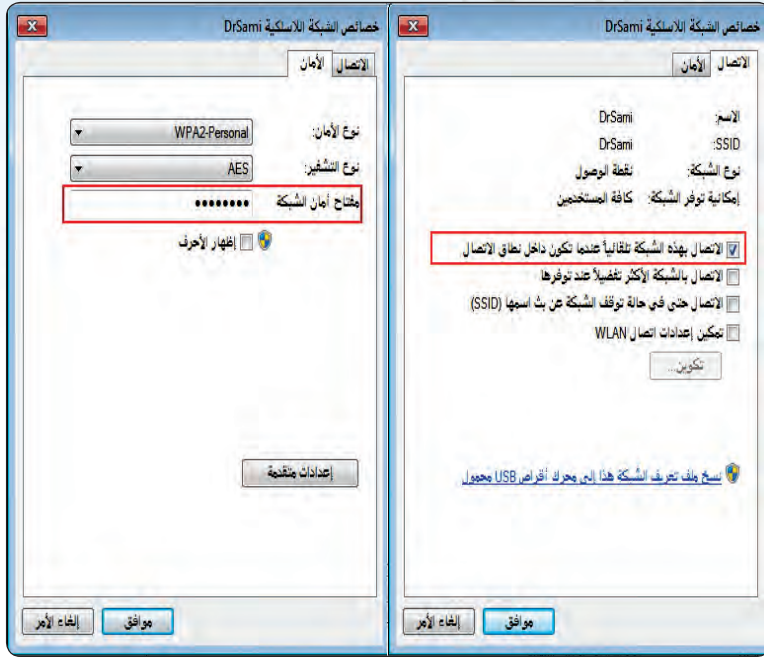 خصائص الشبكة اللاسلكية DrSami
الاتصال الأمان
الاسم: DrSami
SSID: DrSami
نوع الشبكة: نقطة الوصول
إمكانية توفر الشبكة: كافة المستخدمين
الاتصال بهذه الشبكة تلقائياً عندما تكون داخل نطاق الاتصال
الاتصال بالشبكة الأكثر تفضيلاً عند توفرها
الاتصال حتى في حالة توقف الشبكة عن بث اسمها (SSID)
تمكين إعدادات اتصال WLAN
تكوين...
نسخ ملف تعريف الشبكة هذا إلى محرك أقراص USB محمول
موافق إلغاء الأمر
خصائص الشبكة اللاسلكية DrSami
الاتصال الأمان
نوع الأمان: WPA2-Personal
نوع التشفير: AES
مفتاح أمان الشبكة ••••••••
إظهار الأحرف
إعدادات متقدمة
موافق إلغاء الأمر